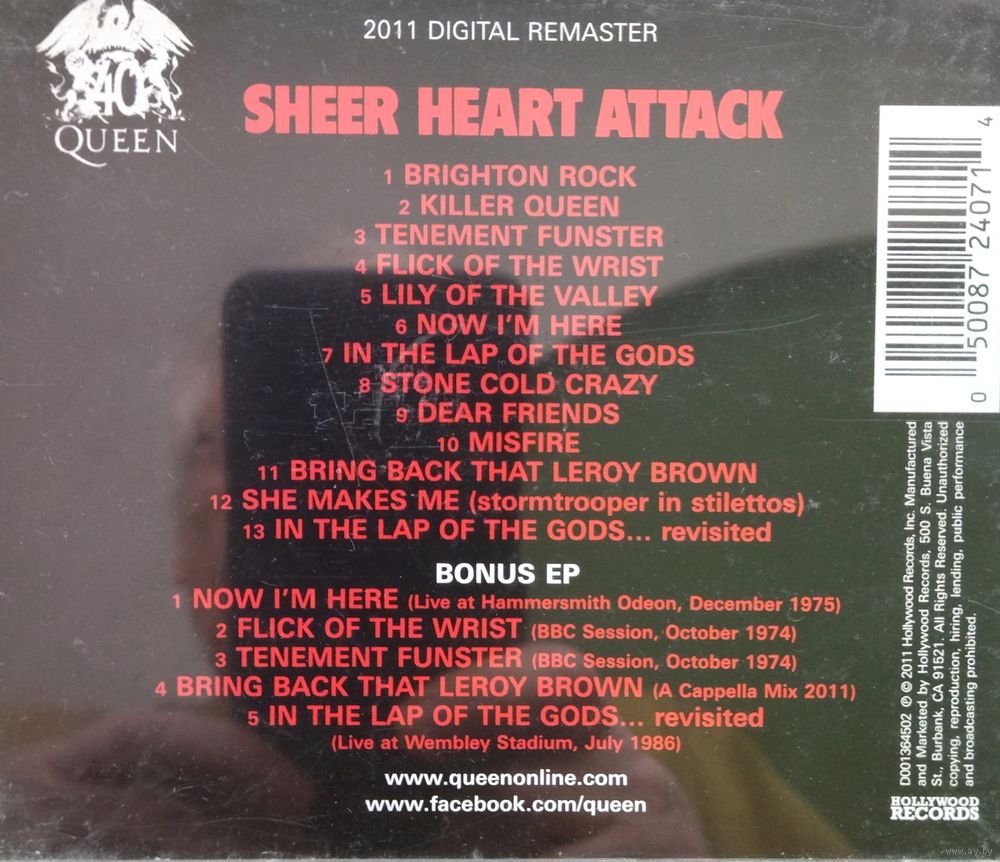 2011 DIGITAL REMASTER
40
QUEEN
SHEER HEART ATTACK
1 BRIGHTON ROCK
2 KILLER QUEEN
3 TENEMENT FUNSTER
4 FLICK OF THE WRIST
5 LILY OF THE VALLEY
6 NOW I'M HERE
7 IN THE LAP OF THE GODS
8 STONE COLD CRAZY
9 DEAR FRIENDS
10 MISFIRE
11 BRING BACK THAT LEROY BROWN
12 SHE MAKES ME (stormtrooper in stilettos)
13 IN THE LAP OF THE GODS... revisited
BONUS EP
1 NOW I'M HERE (Live at Hammersmith Odeon, December 1975)
2 FLICK OF THE WRIST (BBC Session, October 1974)
3 TENEMENT FUNSTER (BBC Session, October 1974)
4 BRING BACK THAT LEROY BROWN (A Cappella Mix 2011)
5 IN THE LAP OF THE GODS... revisited
(Live at Wembley Stadium, July 1986)
www.queenonline.com
www.facebook.com/queen
0 50087 24071 4
D001364502 ℗ © 2011 Hollywood Records, Inc. Manufactured
and Marketed by Hollywood Records, 500 S. Buena Vista
St., Burbank, CA 91521. All Rights Reserved. Unauthorized
copying, reproduction, hiring, lending, public performance
and broadcasting prohibited.
HOLLYWOOD
RECORDS
www.ay.by